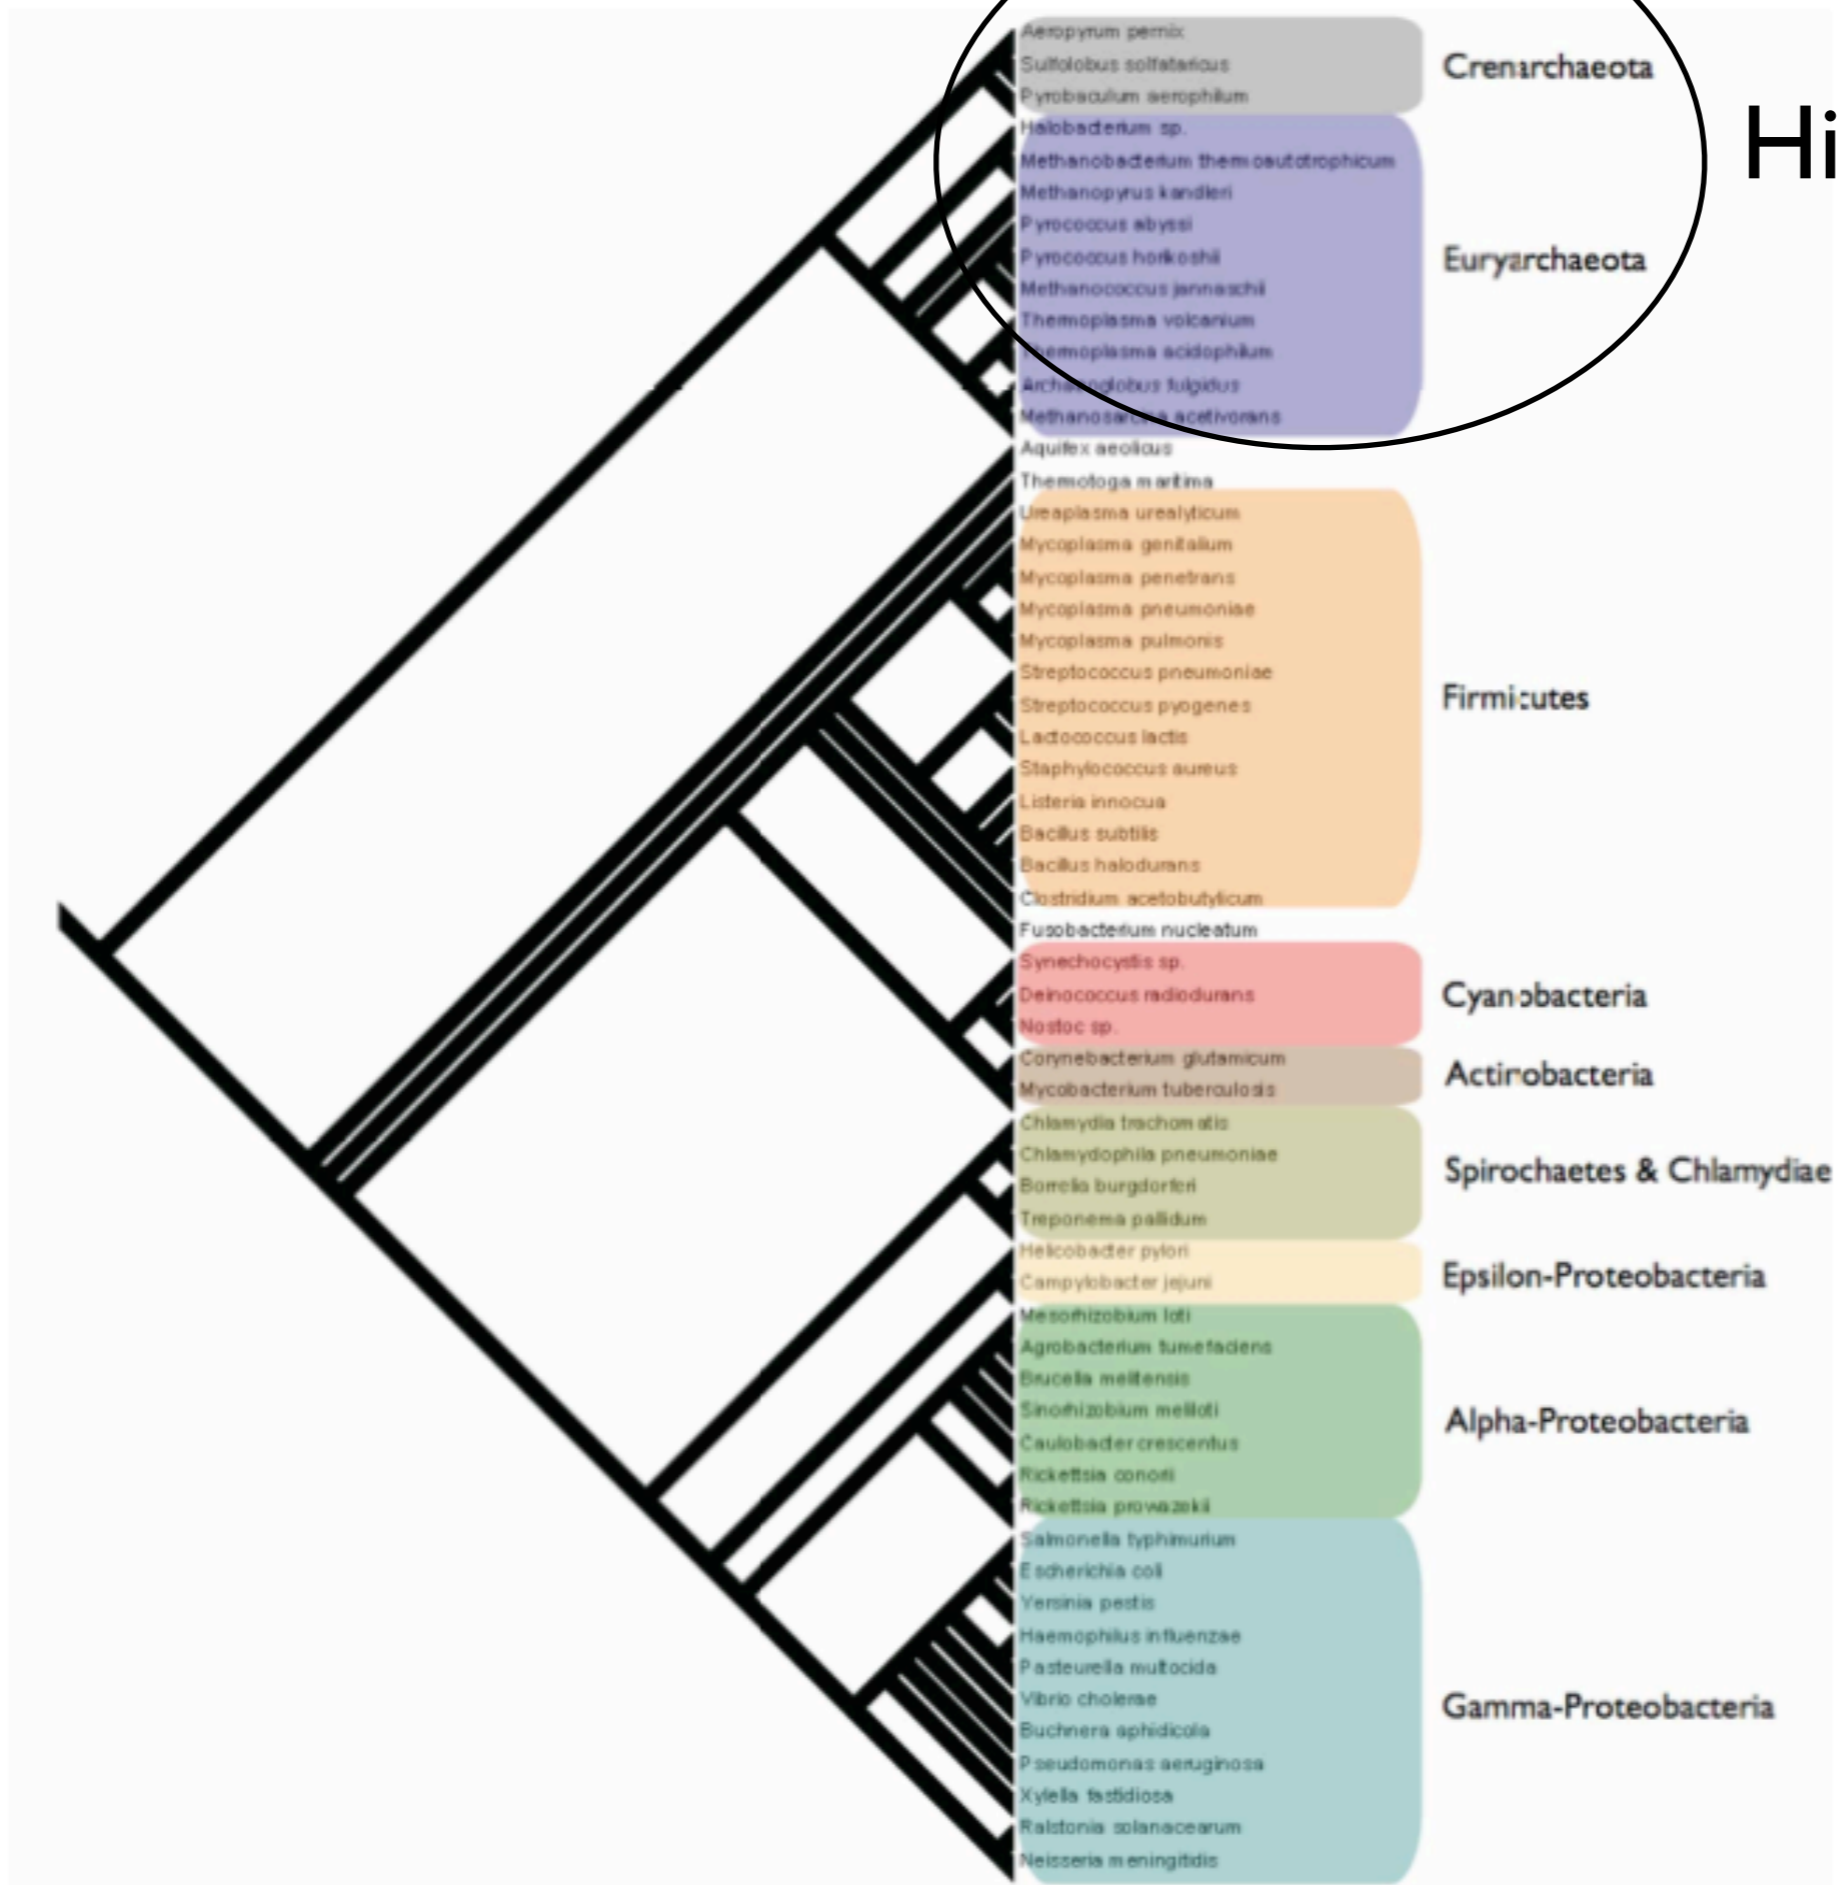 Aeropyrum pernix
Sulfolobus solfataricus
Crenarchaeota
Pyrobaculum aerophilum
Hi
Halobacterium sp.
Methanobacterium thermoautotrophicum
Methanopyrus kandleri
Pyrococcus abyssi
Pyrococcus horikoshii
Euryarchaeota
Methanococcus jannaschii
Thermoplasma volcanium
Thermoplasma acidophilum
Archaeoglobus fulgidus
Methanosarcina acetivorans
Aquifex aeolicus
Thermotoga maritima
Ureaplasma urealyticum
Mycoplasma genitalium
Mycoplasma penetrans
Mycoplasma pneumoniae
Mycoplasma pulmonis
Streptococcus pneumoniae
Streptococcus pyogenes
Firmicutes
Lactococcus lactis
Staphylococcus aureus
Listeria innocua
Bacillus subtilis
Bacillus halodurans
Clostridium acetobutylicum
Fusobacterium nucleatum
Synechocystis sp.
Deinococcus radiodurans
Cyanobacteria
Nostoc sp.
Corynebacterium glutamicum
Actinobacteria
Mycobacterium tuberculosis
Chlamydia trachomatis
Chlamydophila pneumoniae
Spirochaetes & Chlamydiae
Borrelia burgdorferi
Treponema pallidum
Helicobacter pylori
Epsilon-Proteobacteria
Campylobacter jejuni
Mesorhizobium loti
Agrobacterium tumefaciens
Brucella melitensis
Sinorhizobium meliloti
Alpha-Proteobacteria
Caulobacter crescentus
Rickettsia conorii
Rickettsia prowazekii
Salmonella typhimurium
Escherichia coli
Yersinia pestis
Haemophilus influenzae
Pasteurella multocida
Vibrio cholerae
Gamma-Proteobacteria
Buchnera aphidicola
Pseudomonas aeruginosa
Xylella fastidiosa
Ralstonia solanacearum
Neisseria meningitidis